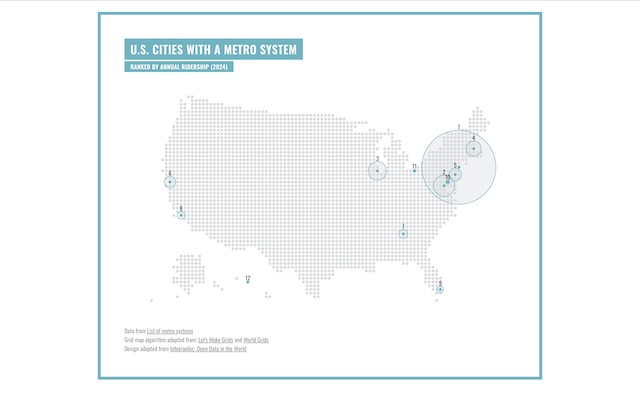 U.S. CITIES WITH A METRO SYSTEM
RANKED BY ANNUAL RIDERSHIP (2024)
1
4
3
11
5
2
10
6
8
7
12
9
Data from List of metro systems
Grid map algorithm adapted from: Let's Make Grids and World Grids
Design adapted from Infographic: Open Data in the World